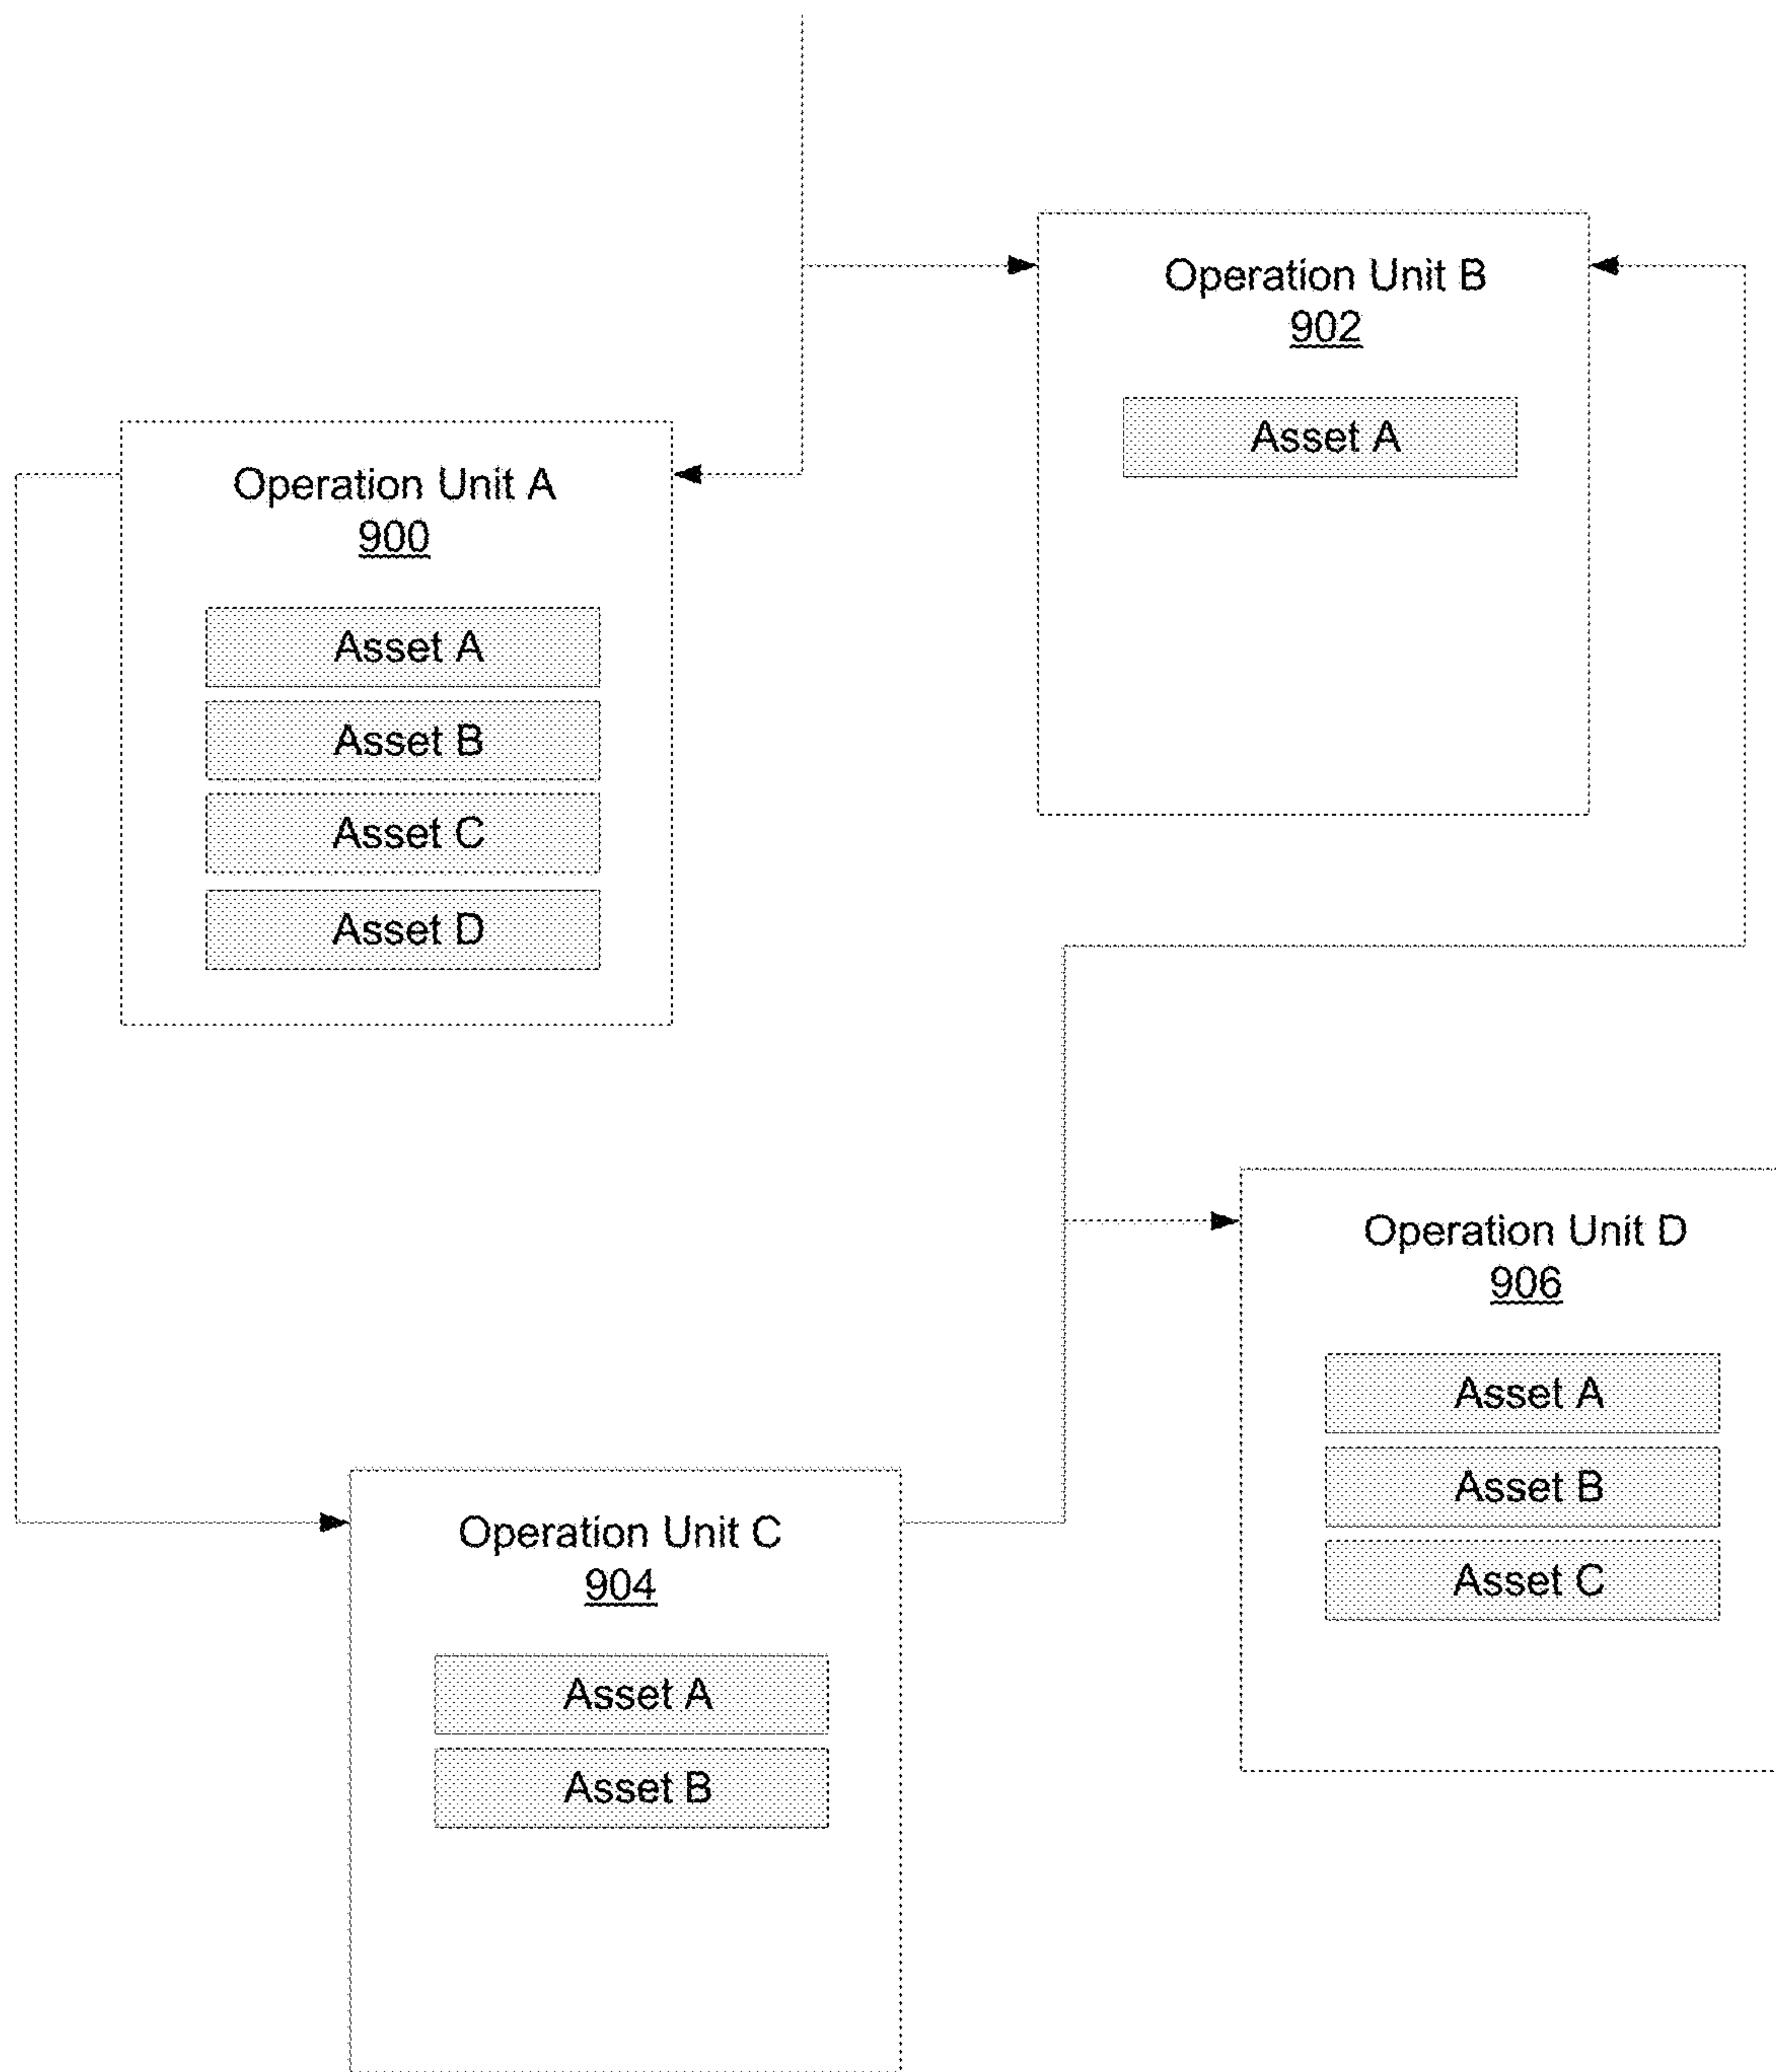 Operation Unit B
902
Asset A
Operation Unit A
900
Asset A
Asset B
Asset C
Asset D
Operation Unit D
906
Asset A
Asset B
Asset C
Operation Unit C
904
Asset A
Asset B